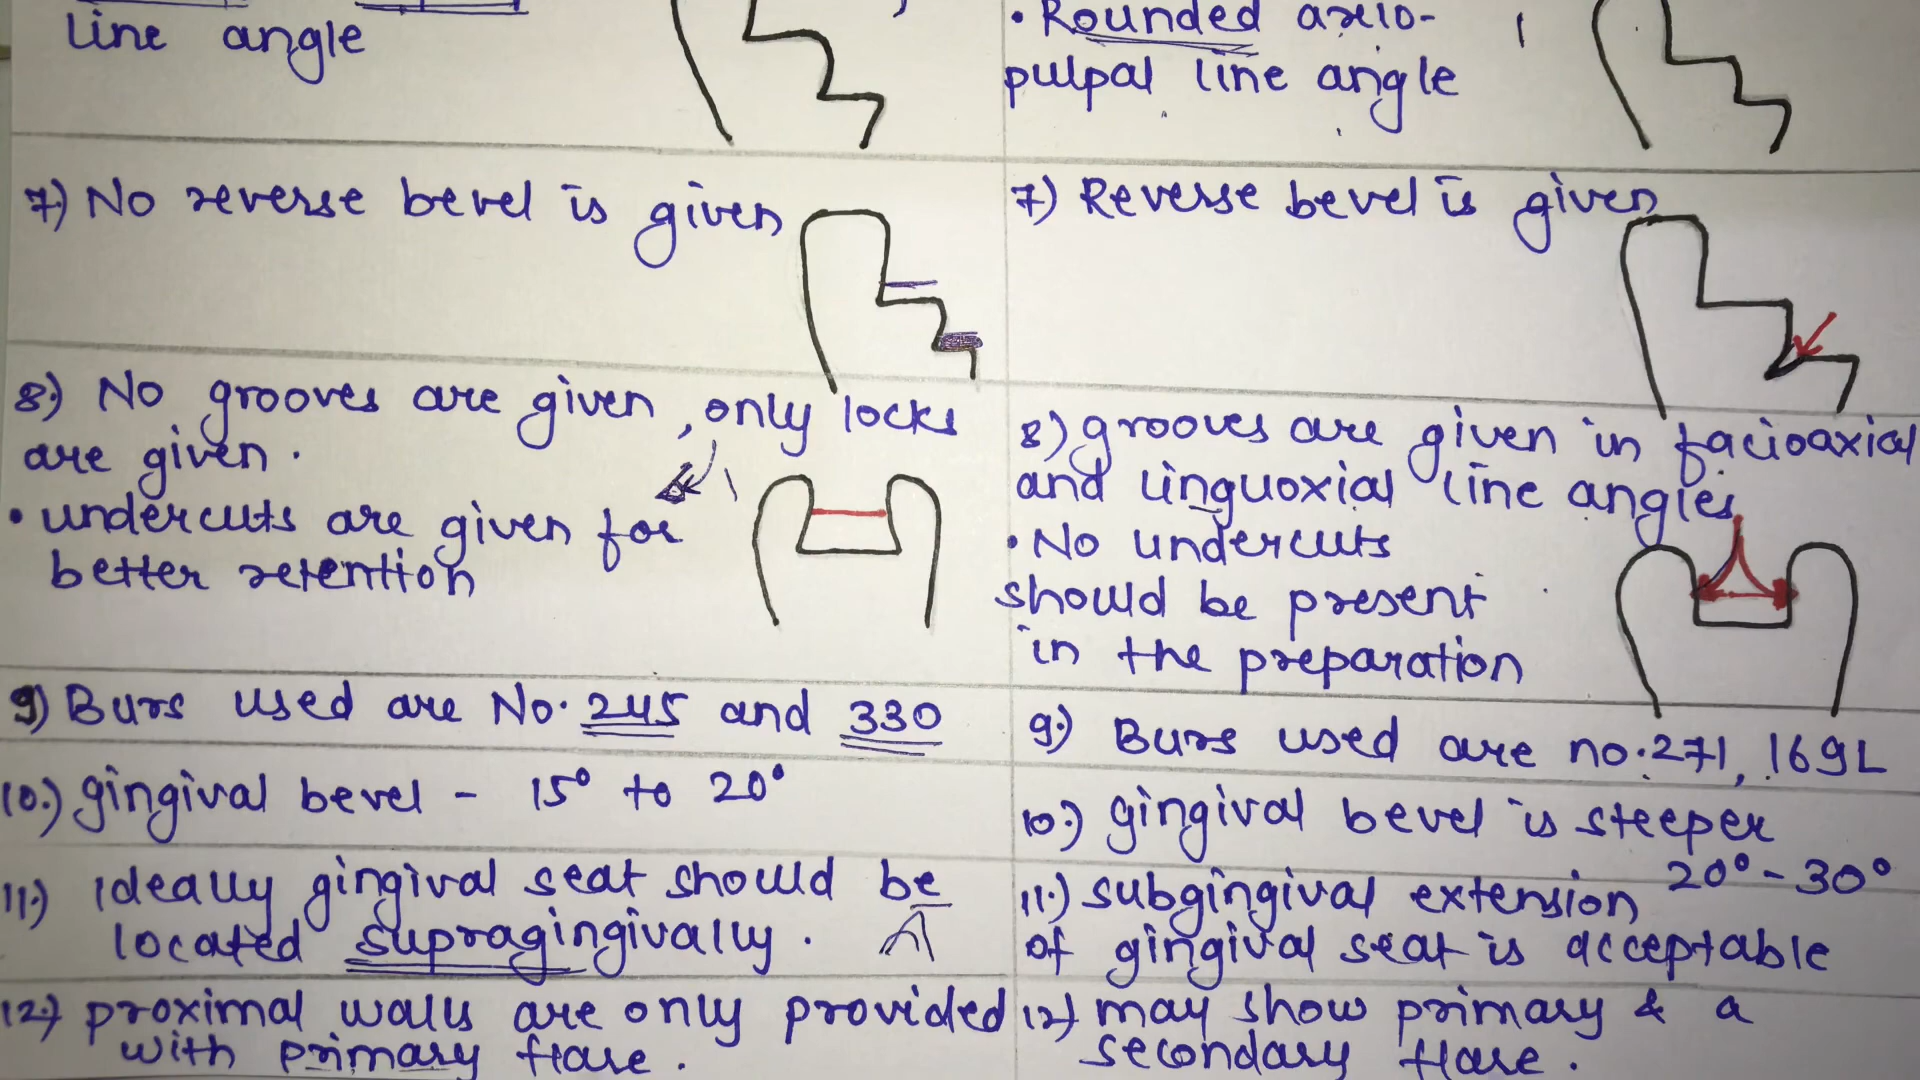 line angle
• Rounded axio-
pulpal line angle
7) No reverse bevel is given
7) Reverse bevel is given
8) No grooves are given, only locks
are given.
• undercuts are given for
better retention
8) grooves are given in facioaxial
and linguoxial line angles
• No undercuts
should be present
in the preparation
9) Burs used are No. 245 and 330
9.) Burs used are no. 271, 169L
10.) gingival bevel - 15° to 20°
10.) gingival bevel is steeper
20° - 30°
11.) Ideally gingival seat should be
located supragingivally.
11.) subgingival extension
of gingival seat is acceptable
12.) proximal walls are only provided
with primary flare.
12) may show primary & a
secondary flare.